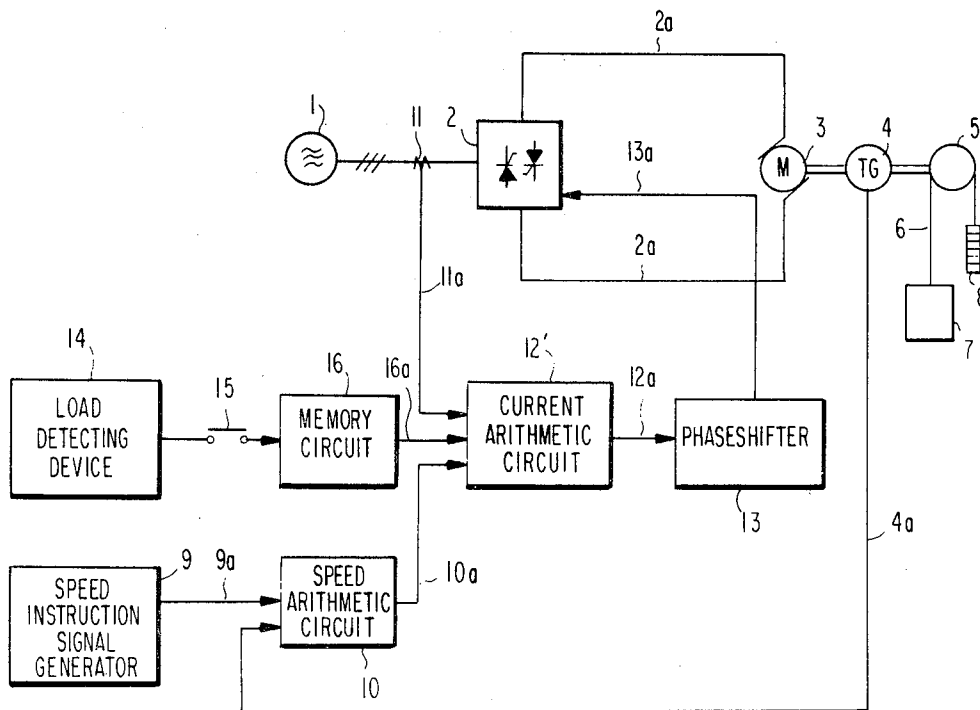 2a
1
11
2
3
4
5
M
TG
13a
6
2a
11a
8
7
14
15
16
16a
12'
12a
LOAD
DETECTING
DEVICE
MEMORY
CIRCUIT
CURRENT
ARITHMETIC
CIRCUIT
PHASESHIFTER
13
4a
9
9a
10a
SPEED
INSTRUCTION
SIGNAL
GENERATOR
SPEED
ARITHMETIC
CIRCUIT
10